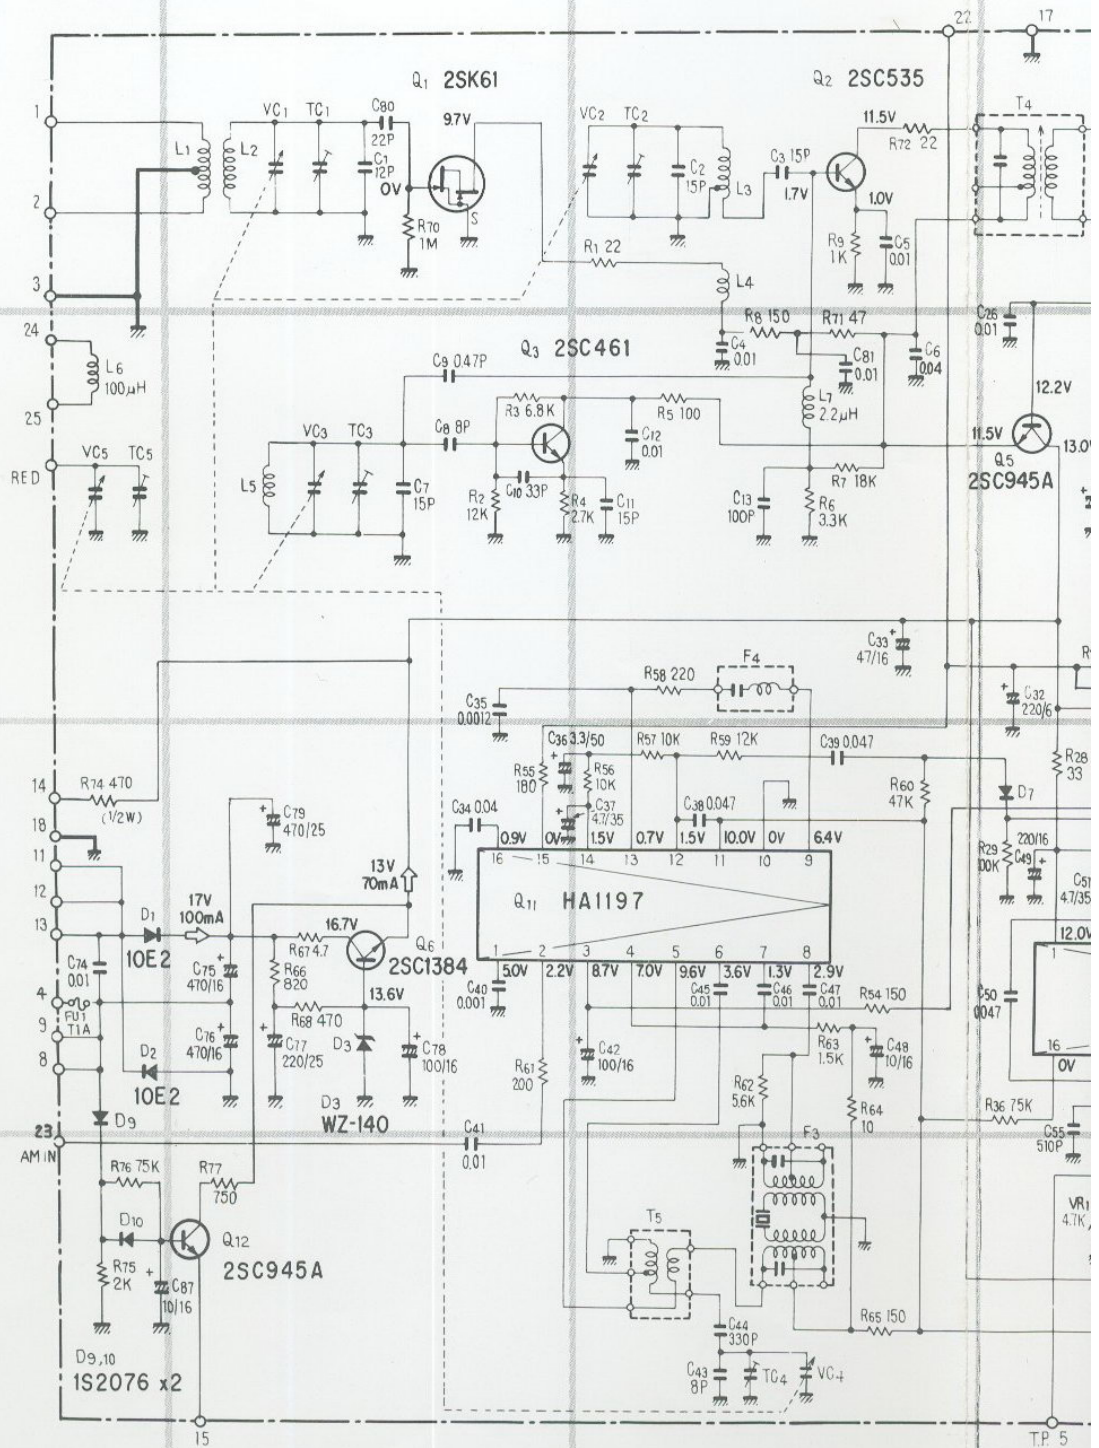 22
17
Q1 2SK61
Q2 2SC535
1
VC1
TC1
C80
22P
9.7V
VC2
TC2
11.5V
R72 22
T4
L1
L2
C1
12P
0V
C2
15P
L3
C3 15P
1.7V
1.0V
2
S
R70
1M
R9
1K
C5
0.01
R1 22
L4
3
24
R8 150
R71 47
C26
0.01
L6
100µH
Q3 2SC461
C4
0.01
C81
0.01
C6
0.04
C9 0.47P
12.2V
25
R3 6.8K
L7
2.2µH
C8 8P
R5 100
11.5V
13.0V
VC3
TC3
C12
0.01
Q5
2SC945A
RED
VC5
TC5
L5
C7
15P
C10 33P
R2
12K
R4
2.7K
C11
15P
C13
100P
R7 18K
R6
3.3K
C33
47/16
F4
R58 220
C32
220/6
C35
0.0012
C36 3.3/50
R57 10K
R59 12K
C39 0.047
R55
180
R56
10K
R60
47K
R28
33
14
R74 470
(1/2W)
D7
C79
470/25
C34 0.04
C37
4.7/35
C38 0.047
18
0.9V 0V 1.5V 0.7V 1.5V 10.0V 0V 6.4V
R29
100K
220/16
C49
11
13V
70mA
16 15 14 13 12 11 10 9
12
17V
100mA
Q11 HA1197
C51
4.7/35
13
D1
10E2
16.7V
Q6
2SC1384
R67 4.7
12.0V
1
1 2 3 4 5 6 7 8
5.0V 2.2V 8.7V 7.0V 9.6V 3.6V 1.3V 2.9V
C74
0.01
C75
470/16
R66
820
13.6V
C40
0.001
C45
0.01
C46
0.01
C47
0.01
R54 150
C50
.0047
4
FU1
T1A
R68 470
9
C76
470/16
C77
220/25
D3
C78
100/16
C42
100/16
R63
1.5K
C48
10/16
16
0V
8
D2
10E2
R61
200
R62
5.6K
R64
10
D9
D3
WZ-140
R36 75K
23
AM IN
C41
0.01
F3
C55
510P
R76 75K
R77
750
D10
Q12
2SC945A
T5
VR1
4.7K
R75
2K
C87
10/16
R65 150
C44
330P
D9,10
1S2076 x2
C43
8P
TC4
VC4
15
T.P. 5